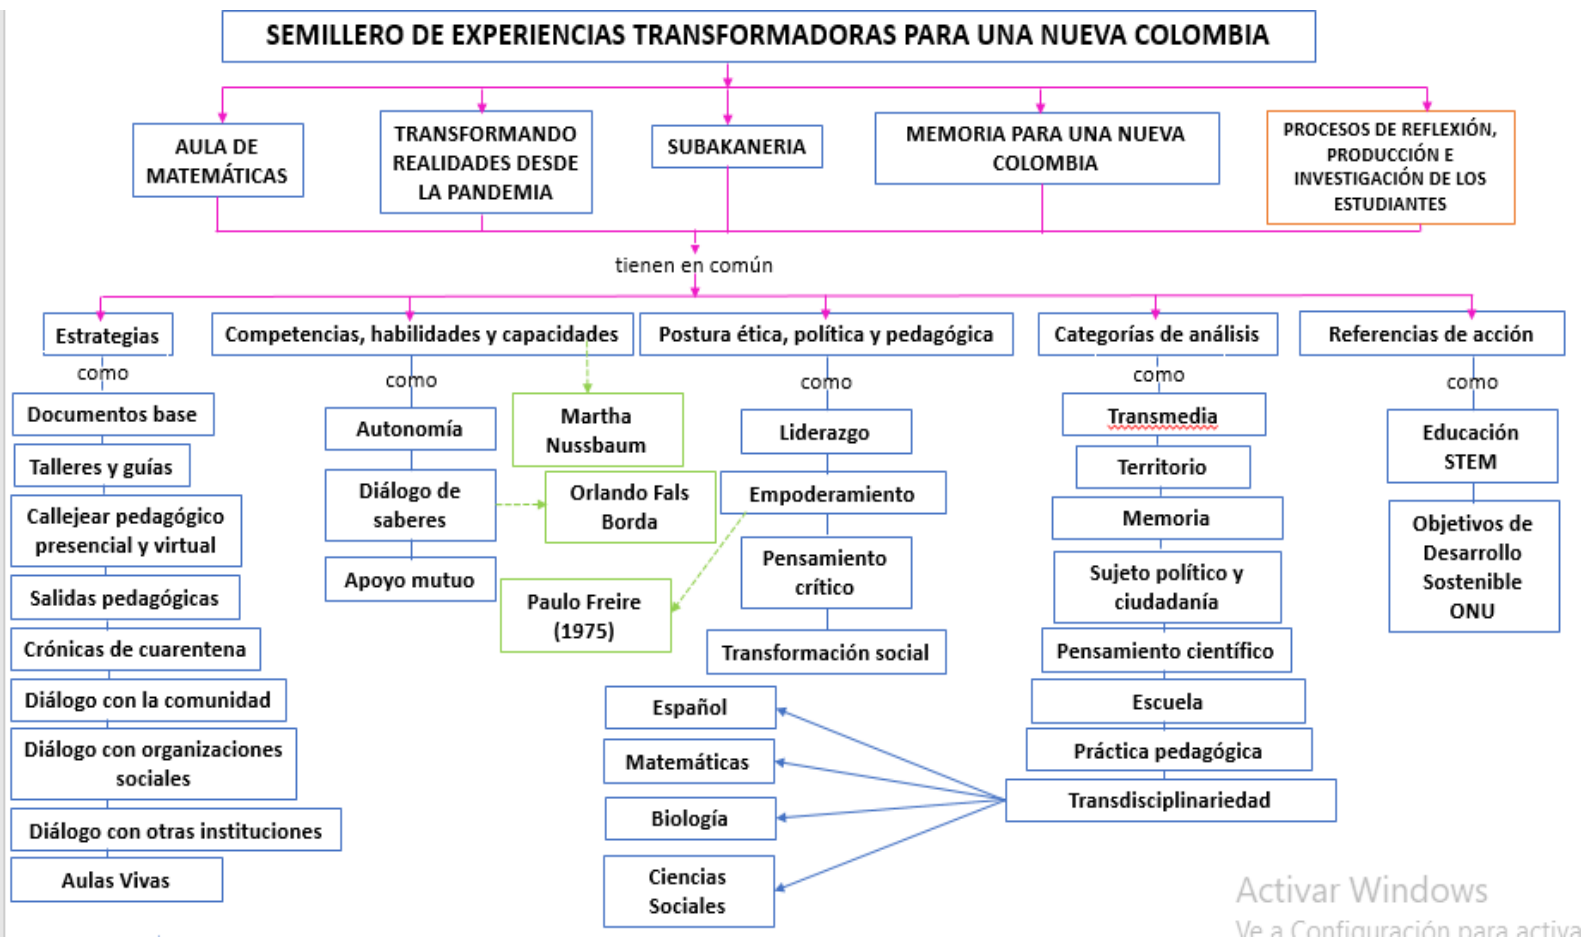 SEMILLERO DE EXPERIENCIAS TRANSFORMADORAS PARA UNA NUEVA COLOMBIA
AULA DE
MATEMÁTICAS
TRANSFORMANDO
REALIDADES DESDE
LA PANDEMIA
SUBAKANERIA
MEMORIA PARA UNA NUEVA
COLOMBIA
PROCESOS DE REFLEXIÓN,
PRODUCCIÓN E
INVESTIGACIÓN DE LOS
ESTUDIANTES
tienen en común
Estrategias
como
Documentos base
Talleres y guías
Callejear pedagógico
presencial y virtual
Salidas pedagógicas
Crónicas de cuarentena
Diálogo con la comunidad
Diálogo con organizaciones
sociales
Diálogo con otras instituciones
Aulas Vivas
Competencias, habilidades y capacidades
como
Autonomía
Diálogo de
saberes
Apoyo mutuo
Martha
Nussbaum
Orlando Fals
Borda
Paulo Freire
(1975)
Postura ética, política y pedagógica
como
Liderazgo
Empoderamiento
Pensamiento
crítico
Transformación social
Categorías de análisis
como
Transmedia
Territorio
Memoria
Sujeto político y
ciudadanía
Pensamiento científico
Escuela
Práctica pedagógica
Transdisciplinariedad
Español
Matemáticas
Biología
Ciencias
Sociales
Referencias de acción
como
Educación
STEM
Objetivos de
Desarrollo
Sostenible
ONU
Activar Windows
Ve a Configuración para activa